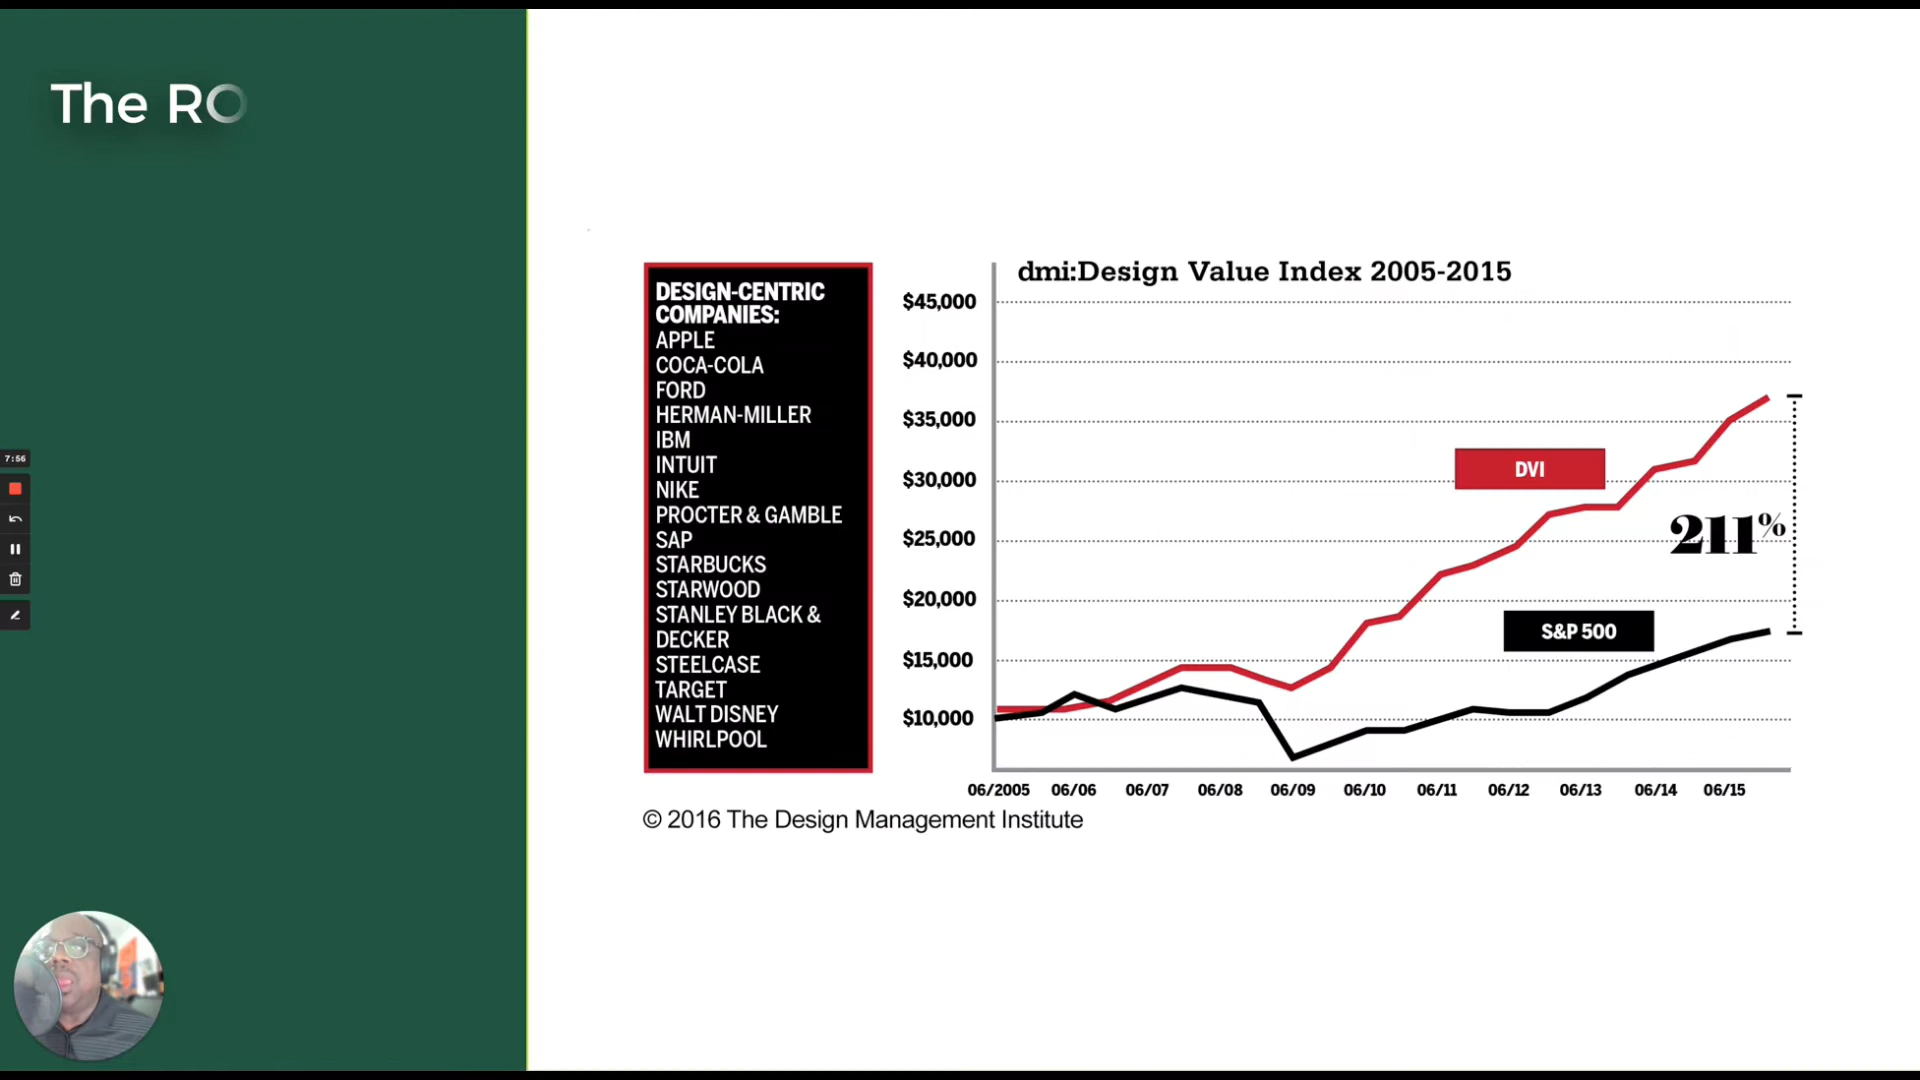 The RO
7:56
DESIGN-CENTRIC
COMPANIES:
APPLE
COCA-COLA
FORD
HERMAN-MILLER
IBM
INTUIT
NIKE
PROCTER & GAMBLE
SAP
STARBUCKS
STARWOOD
STANLEY BLACK &
DECKER
STEELCASE
TARGET
WALT DISNEY
WHIRLPOOL
dmi:Design Value Index 2005-2015
$45,000
$40,000
$35,000
$30,000
$25,000
$20,000
$15,000
$10,000
DVI
211%
S&P 500
06/2005 06/06 06/07 06/08 06/09 06/10 06/11 06/12 06/13 06/14 06/15
© 2016 The Design Management Institute